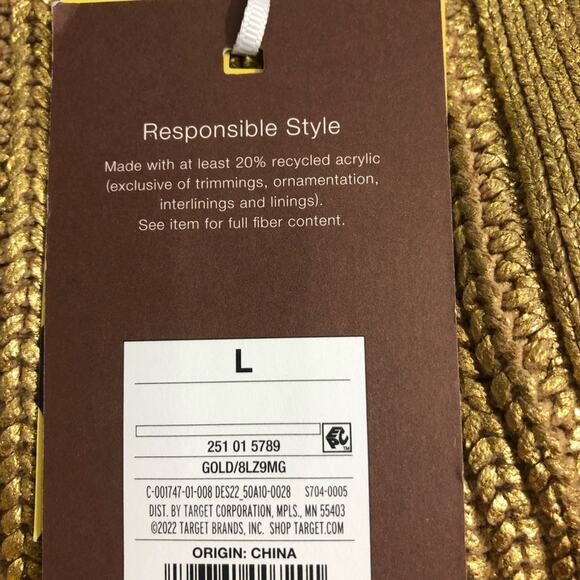 Responsible Style
Made with at least 20% recycled acrylic
(exclusive of trimmings, ornamentation,
interlinings and linings).
See item for full fiber content.
L
251 01 5789
GOLD/8LZ9MG
C-001747-01-008 DES22_50A10-0028 S704-0005
DIST. BY TARGET CORPORATION, MPLS., MN 55403
©2022 TARGET BRANDS, INC. SHOP TARGET.COM
ORIGIN: CHINA